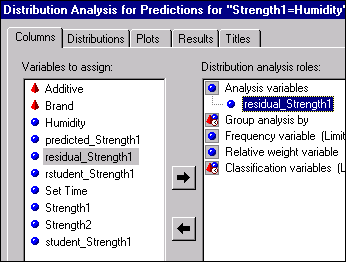 Distribution Analysis for Predictions for "Strength1=Humidity"
Columns Distributions Plots Results Titles
Variables to assign:
Additive
Brand
Humidity
predicted_Strength1
residual_Strength1
rstudent_Strength1
Set Time
Strength1
Strength2
student_Strength1
Distribution analysis roles:
Analysis variables
residual_Strength1
Group analysis by
Frequency variable (Limit
Relative weight variable
Classification variables (L